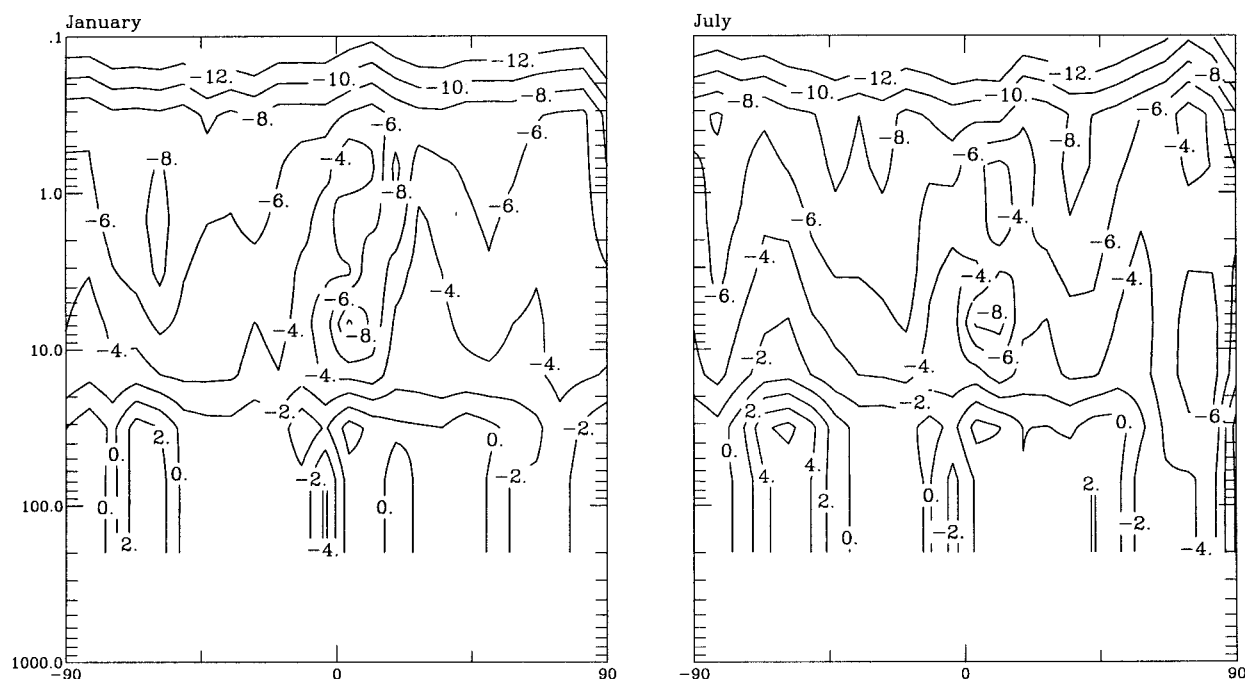 January
July
.1
-12. -10. -12. -10. -8. -8. -6. -6.
-12. -10. -12. -10. -8. -8. -8. -8.
-8. -4. -8. -6. -4. -4.
1.0
-6. -6. -6. -6. -4. -6.
-6. -4. -4. -4. -4.
-6. -4. -8. -8.
10.0
-4. -4. -4. -2. -6.
-2. -2. -6.
2. 0. -2. 2. 0.
0. 0. -2. -2. 0. 4. 4. 2.
100.0
0. 0. 2. 0.
2. -4. 0. -2. -2. -4.
1000.0
-90 0 90 -90 0 90